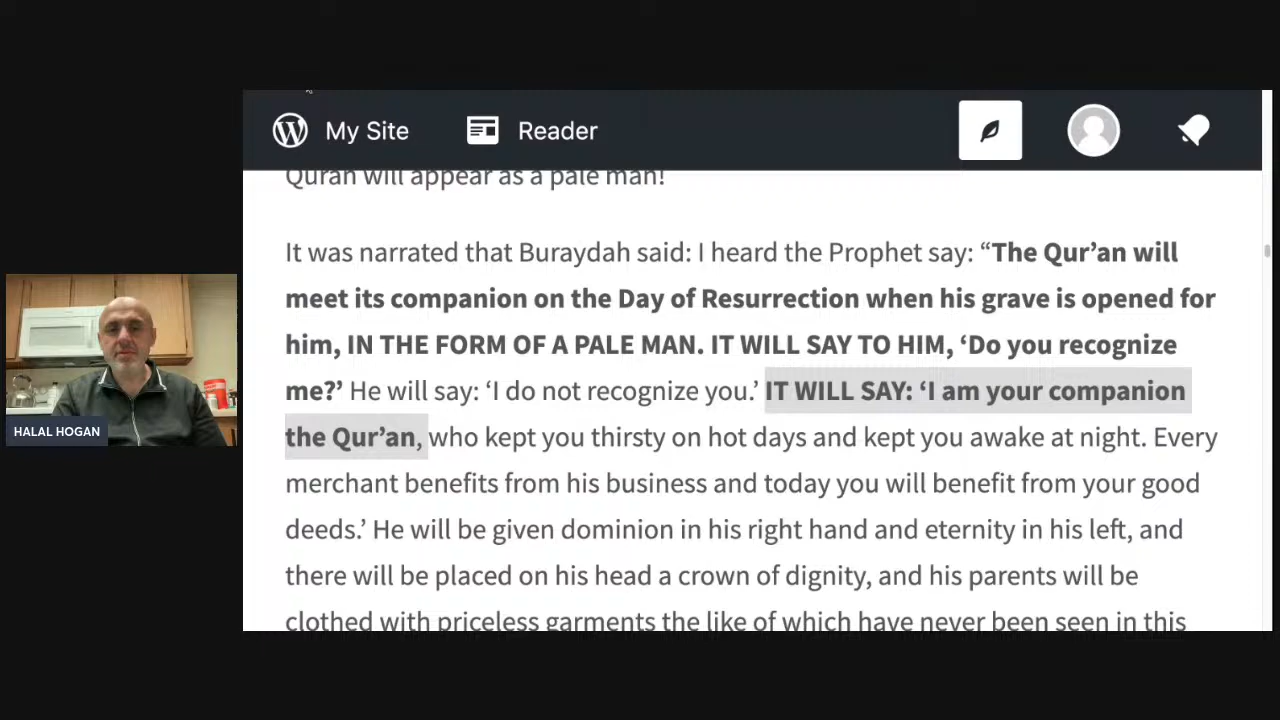 My Site
Reader
Quran will appear as a pale man!
It was narrated that Buraydah said: I heard the Prophet say: “The Qur’an will
meet its companion on the Day of Resurrection when his grave is opened for
him, IN THE FORM OF A PALE MAN. IT WILL SAY TO HIM, ‘Do you recognize
me?’ He will say: ‘I do not recognize you.’ IT WILL SAY: ‘I am your companion
the Qur’an, who kept you thirsty on hot days and kept you awake at night. Every
merchant benefits from his business and today you will benefit from your good
deeds.’ He will be given dominion in his right hand and eternity in his left, and
there will be placed on his head a crown of dignity, and his parents will be
clothed with priceless garments the like of which have never been seen in this
HALAL HOGAN